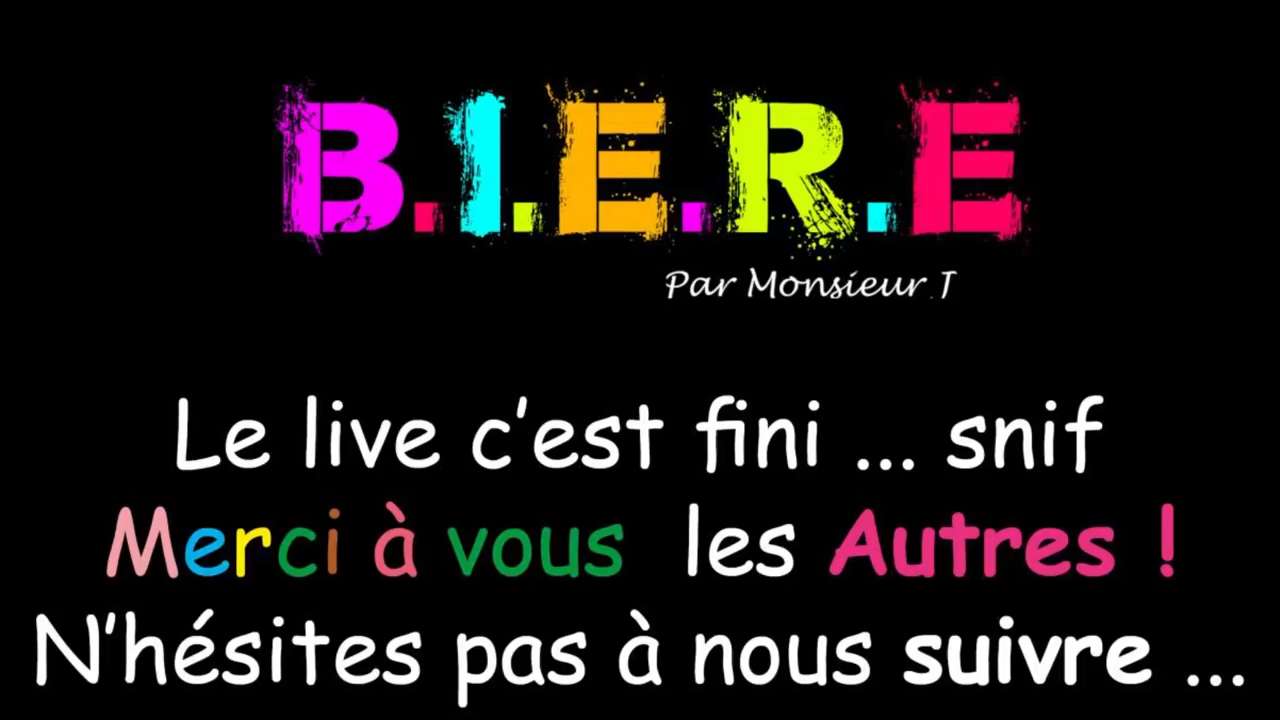 B.I.E.R.E
Par Monsieur T
Le live c'est fini ... snif
Merci à vous les Autres !
N'hésites pas à nous suivre ...